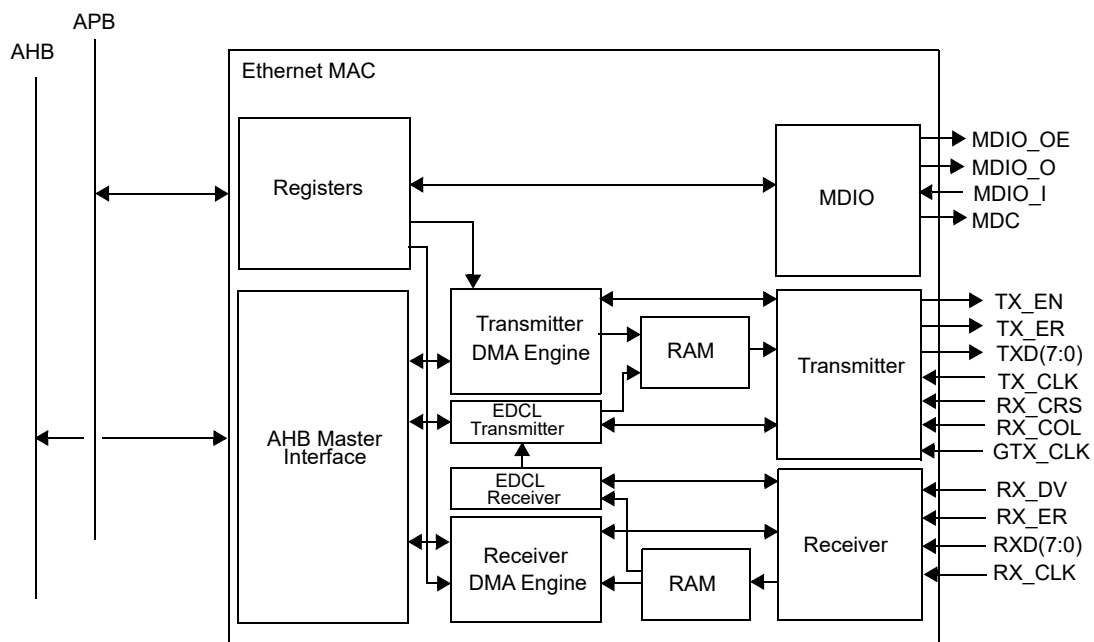 APB
AHB
Ethernet MAC
Registers
MDIO
MDIO_OE
MDIO_O
MDIO_I
MDC
Transmitter
DMA Engine
RAM
Transmitter
TX_EN
TX_ER
TXD(7:0)
TX_CLK
RX_CRS
RX_COL
GTX_CLK
EDCL
Transmitter
AHB Master
Interface
EDCL
Receiver
Receiver
DMA Engine
RAM
Receiver
RX_DV
RX_ER
RXD(7:0)
RX_CLK